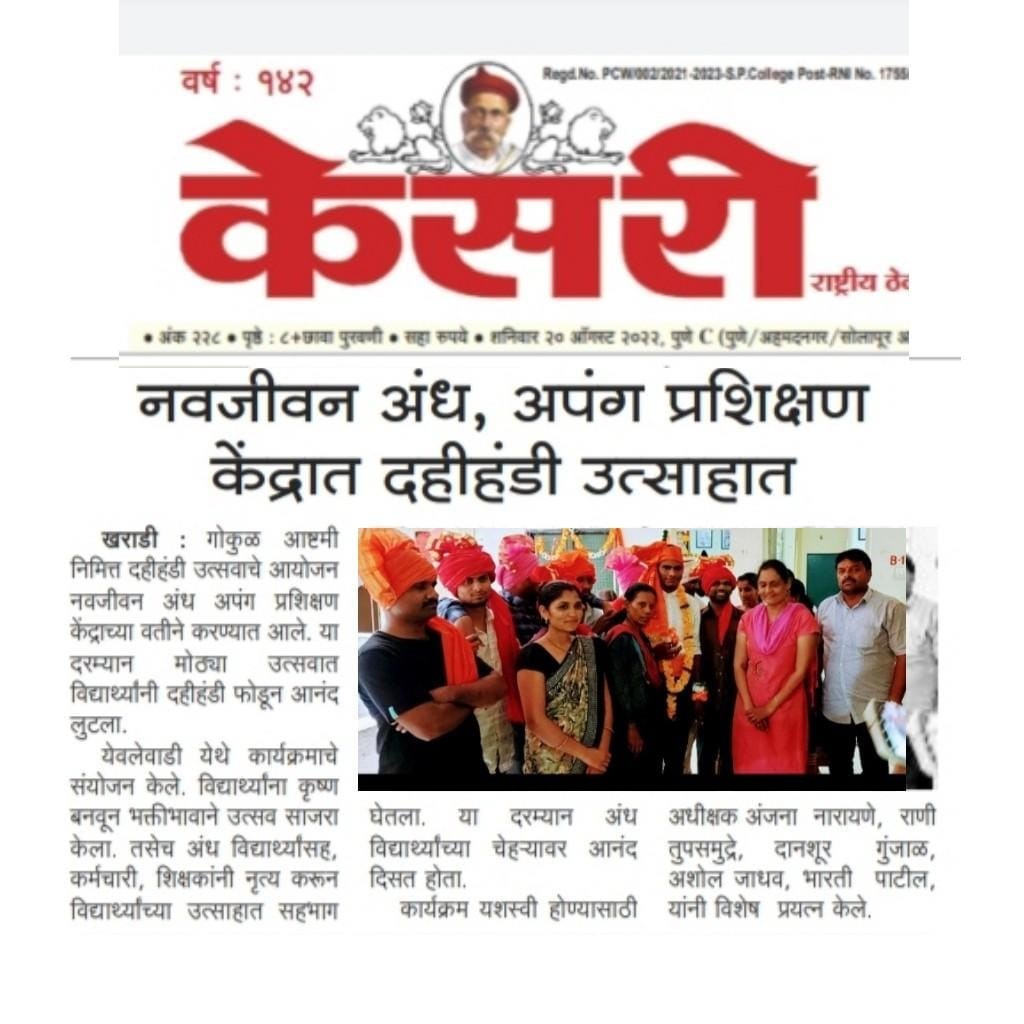 वर्ष : १४२
Regd.No. PCW/002/2021-2023-S.P.College Post-RNI No. 1755
केसरी
राष्ट्रीय
• अंक २२८ • पृष्ठे : ८+छावा पुरवणी • सहा रुपये • शनिवार २० ऑगस्ट २०२२, पुणे C (पुणे/अहमदनगर/सोलापूर
नवजीवन अंध, अपंग प्रशिक्षण
केंद्रात दहीहंडी उत्साहात
खराडी : गोकुळ आष्टमी
निमित्त दहीहंडी उत्सवाचे आयोजन
नवजीवन अंध अपंग प्रशिक्षण
केंद्राच्या वतीने करण्यात आले. या
दरम्यान मोठ्या उत्सवात
विद्यार्थ्यांनी दहीहंडी फोडून आनंद
लुटला.
येवलेवाडी येथे कार्यक्रमाचे
संयोजन केले. विद्यार्थ्यांना कृष्ण
बनवून भक्तीभावाने उत्सव साजरा
केला. तसेच अंध विद्यार्थ्यांसह,
कर्मचारी, शिक्षकांनी नृत्य करून
विद्यार्थ्यांच्या उत्साहात सहभाग
B-1
घेतला. या दरम्यान अंध
विद्यार्थ्यांच्या चेहऱ्यावर आनंद
दिसत होता.
कार्यक्रम यशस्वी होण्यासाठी
अधीक्षक अंजना नारायणे, राणी
तुपसमुद्रे, दानशूर गुंजाळ,
अशोल जाधव, भारती पाटील,
यांनी विशेष प्रयत्न केले.